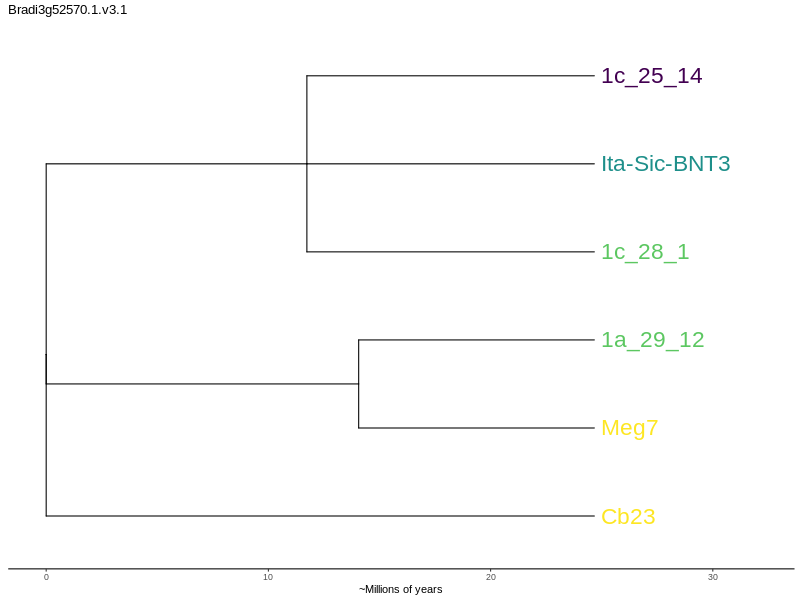 Bradi3g52570.1.v3.1
1c_25_14
Ita-Sic-BNT3
1c_28_1
1a_29_12
Meg7
Cb23
0 10 20 30
~Millions of years